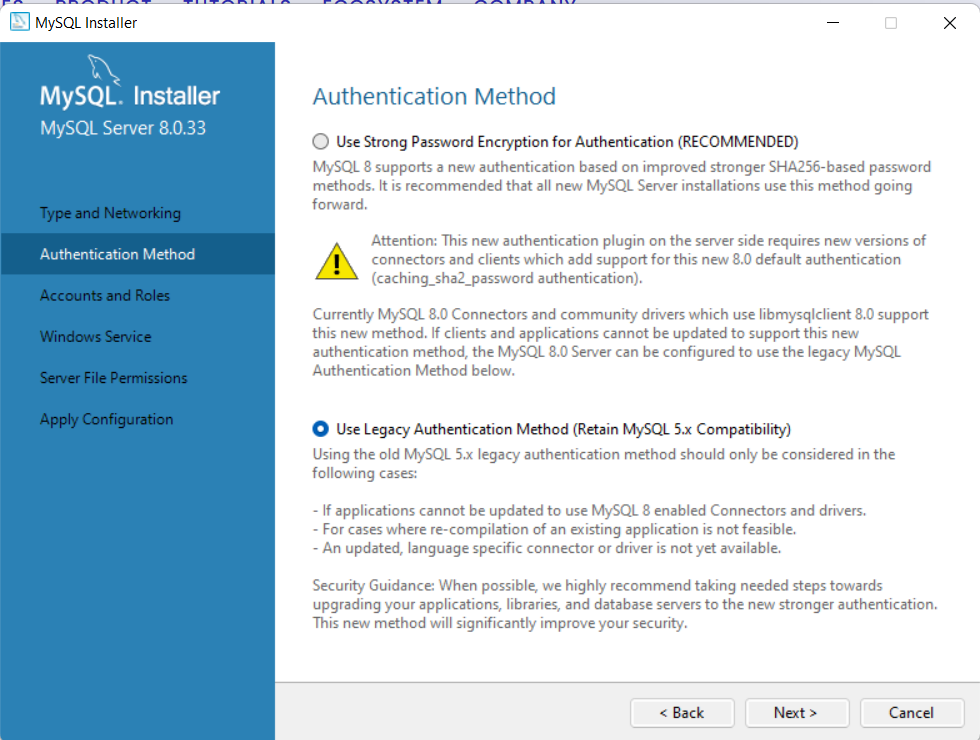 PRODUCT TUTORIALS ECOSYSTEM COMPANY
MySQL Installer
MySQL. Installer
MySQL Server 8.0.33
Type and Networking
Authentication Method
Accounts and Roles
Windows Service
Server File Permissions
Apply Configuration
Authentication Method
Use Strong Password Encryption for Authentication (RECOMMENDED)
MySQL 8 supports a new authentication based on improved stronger SHA256-based password
methods. It is recommended that all new MySQL Server installations use this method going
forward.
Attention: This new authentication plugin on the server side requires new versions of
connectors and clients which add support for this new 8.0 default authentication
(caching_sha2_password authentication).
Currently MySQL 8.0 Connectors and community drivers which use libmysqlclient 8.0 support
this new method. If clients and applications cannot be updated to support this new
authentication method, the MySQL 8.0 Server can be configured to use the legacy MySQL
Authentication Method below.
Use Legacy Authentication Method (Retain MySQL 5.x Compatibility)
Using the old MySQL 5.x legacy authentication method should only be considered in the
following cases:
- If applications cannot be updated to use MySQL 8 enabled Connectors and drivers.
- For cases where re-compilation of an existing application is not feasible.
- An updated, language specific connector or driver is not yet available.
Security Guidance: When possible, we highly recommend taking needed steps towards
upgrading your applications, libraries, and database servers to the new stronger authentication.
This new method will significantly improve your security.
< Back
Next >
Cancel